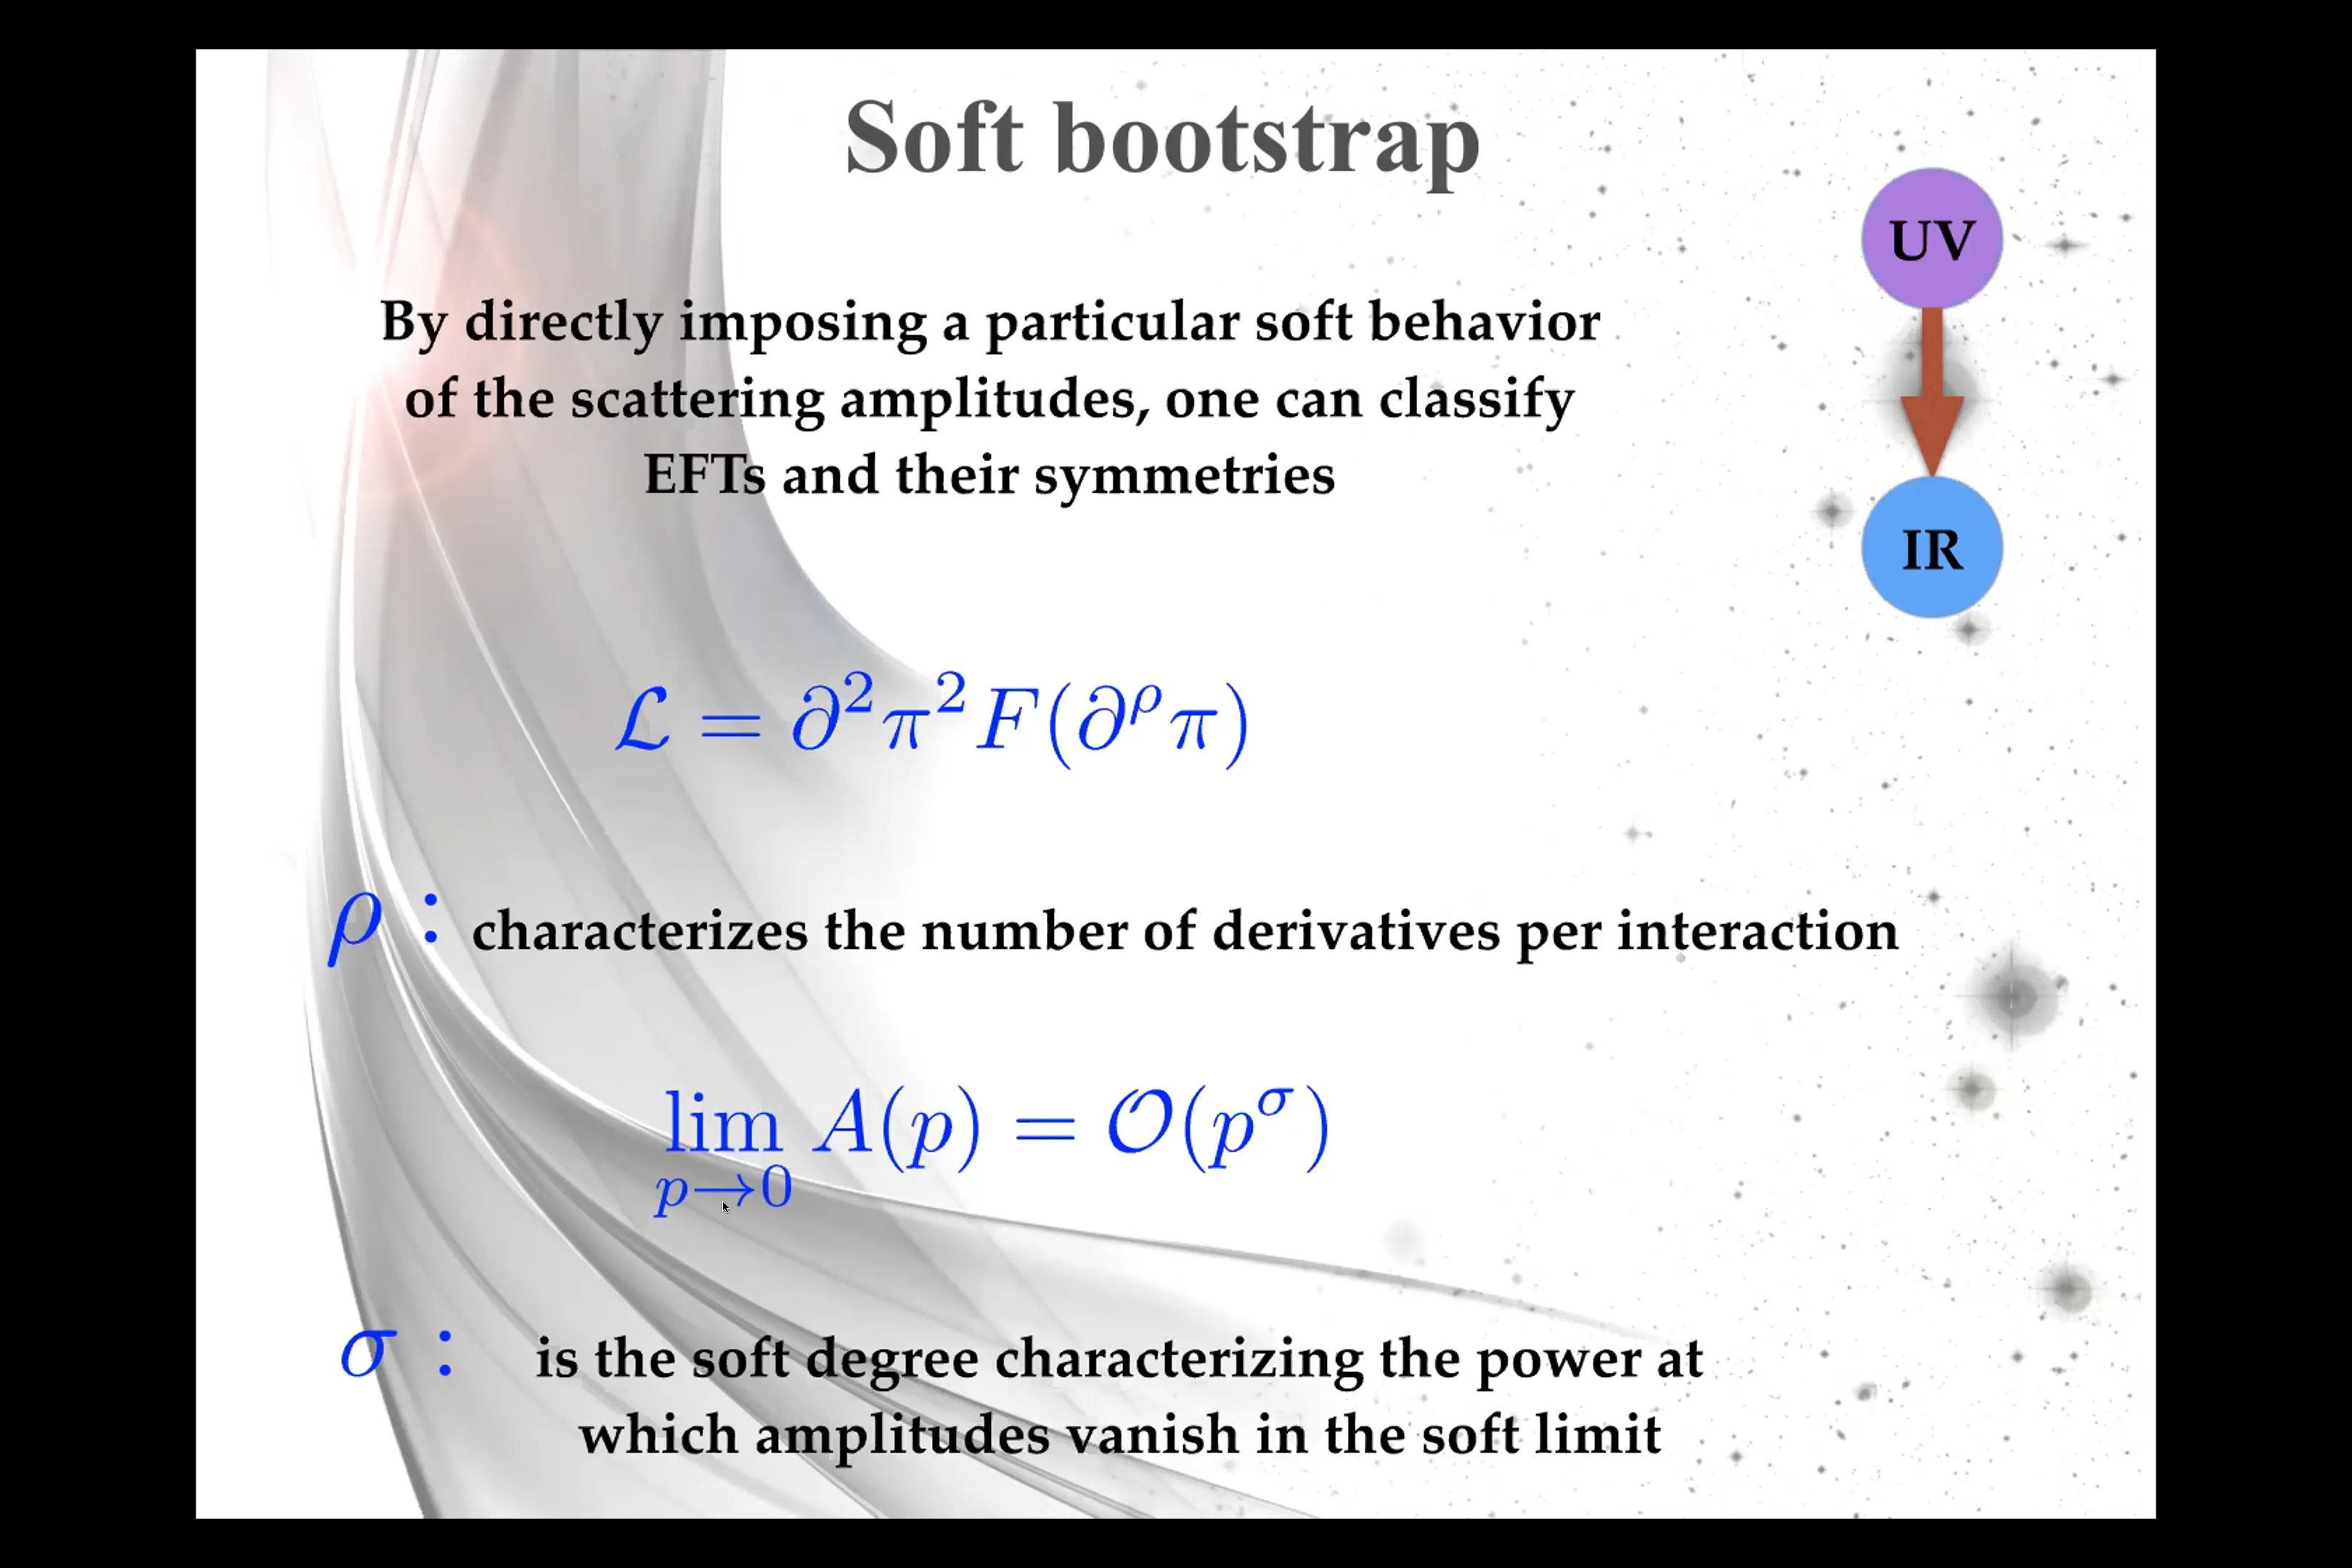 Soft bootstrap
UV
By directly imposing a particular soft behavior
of the scattering amplitudes, one can classify
EFTs and their symmetries
IR
ℒ = ∂²π²F(∂^ρπ)
ρ : characterizes the number of derivatives per interaction
lim A(p) = 𝒪(p^σ)
p→0
σ : is the soft degree characterizing the power at
which amplitudes vanish in the soft limit